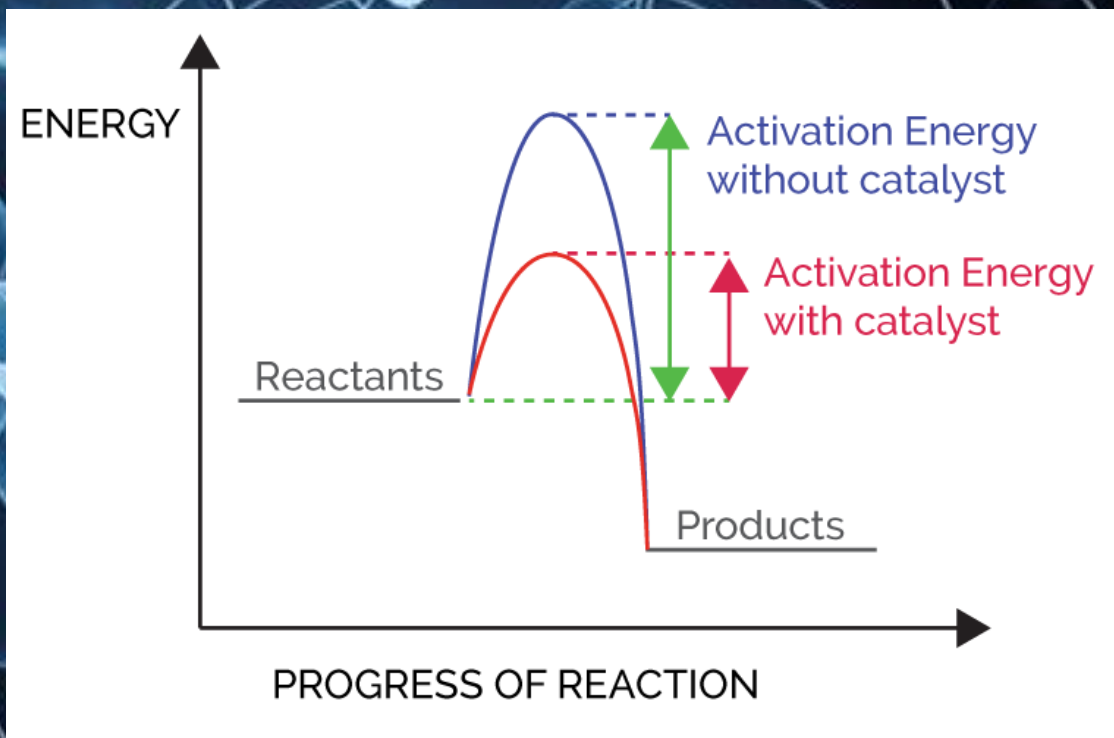 ENERGY
Activation Energy
without catalyst
Activation Energy
with catalyst
Reactants
Products
PROGRESS OF REACTION